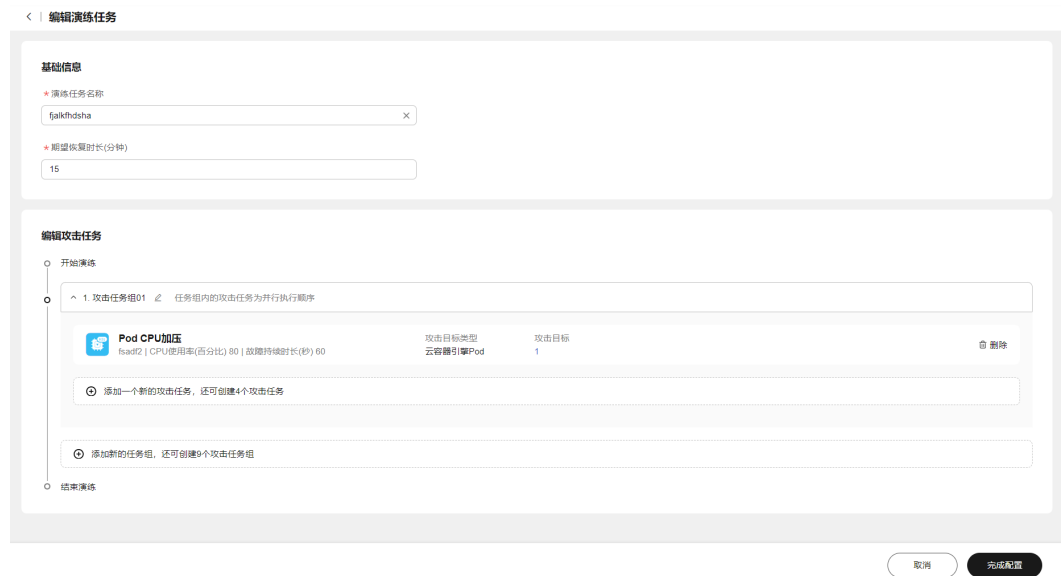 编辑演练任务
基础信息
*演练任务名称
fjalkfhdsha
*期望恢复时长(分钟)
15
编辑攻击任务
开始演练
1. 攻击任务组01 任务组内的攻击任务为并行执行顺序
Pod CPU加压 攻击目标类型 攻击目标
fsadf2 | CPU使用率(百分比) 80 | 故障持续时长(秒) 60 云容器引擎Pod 1
删除
添加一个新的攻击任务，还可创建4个攻击任务
添加新的任务组，还可创建9个攻击任务组
结束演练
取消 完成配置